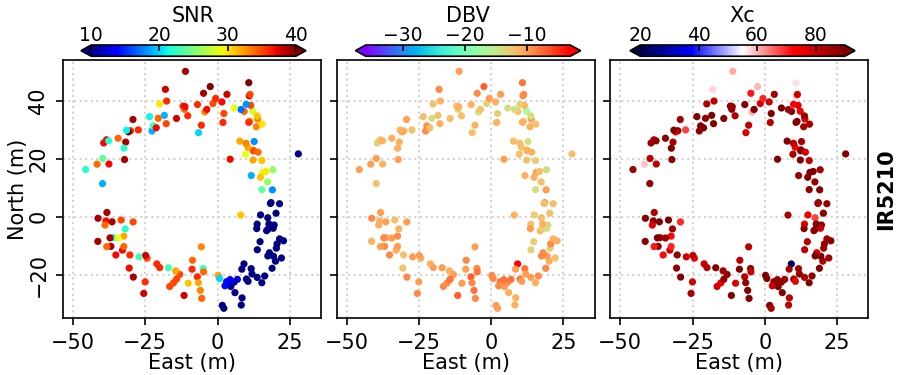 SNR DBV Xc
10 20 30 40 −30 −20 −10 20 40 60 80
40
20
0
−20
North (m)
IR5210
−50 −25 0 25 −50 −25 0 25 −50 −25 0 25
East (m) East (m) East (m)